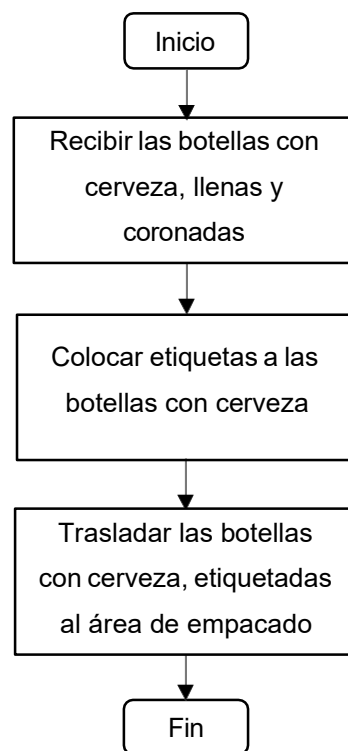 Inicio
Recibir las botellas con
cerveza, llenas y
coronadas
Colocar etiquetas a las
botellas con cerveza
Trasladar las botellas
con cerveza, etiquetadas
al área de empacado
Fin